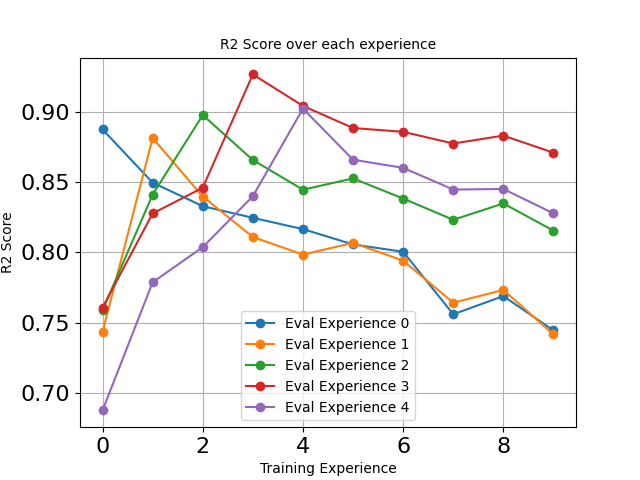 R2 Score over each experience
R2 Score
0.90
0.85
0.80
0.75
0.70
Eval Experience 0
Eval Experience 1
Eval Experience 2
Eval Experience 3
Eval Experience 4
0 2 4 6 8
Training Experience